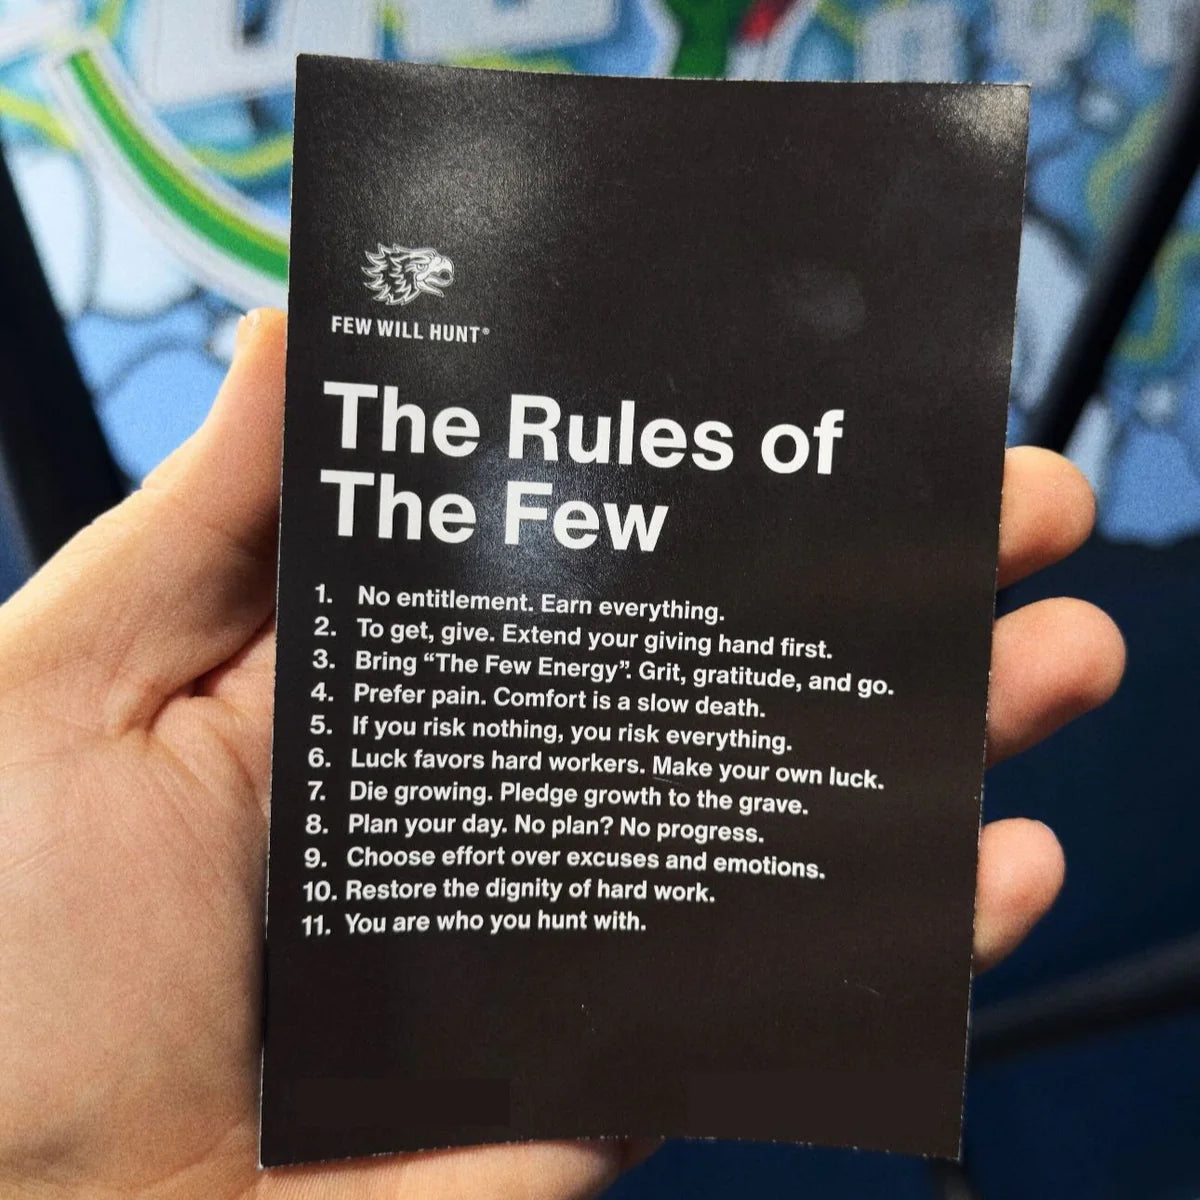 FEW WILL HUNT®
The Rules of
The Few
1. No entitlement. Earn everything.
2. To get, give. Extend your giving hand first.
3. Bring “The Few Energy”. Grit, gratitude, and go.
4. Prefer pain. Comfort is a slow death.
5. If you risk nothing, you risk everything.
6. Luck favors hard workers. Make your own luck.
7. Die growing. Pledge growth to the grave.
8. Plan your day. No plan? No progress.
9. Choose effort over excuses and emotions.
10. Restore the dignity of hard work.
11. You are who you hunt with.